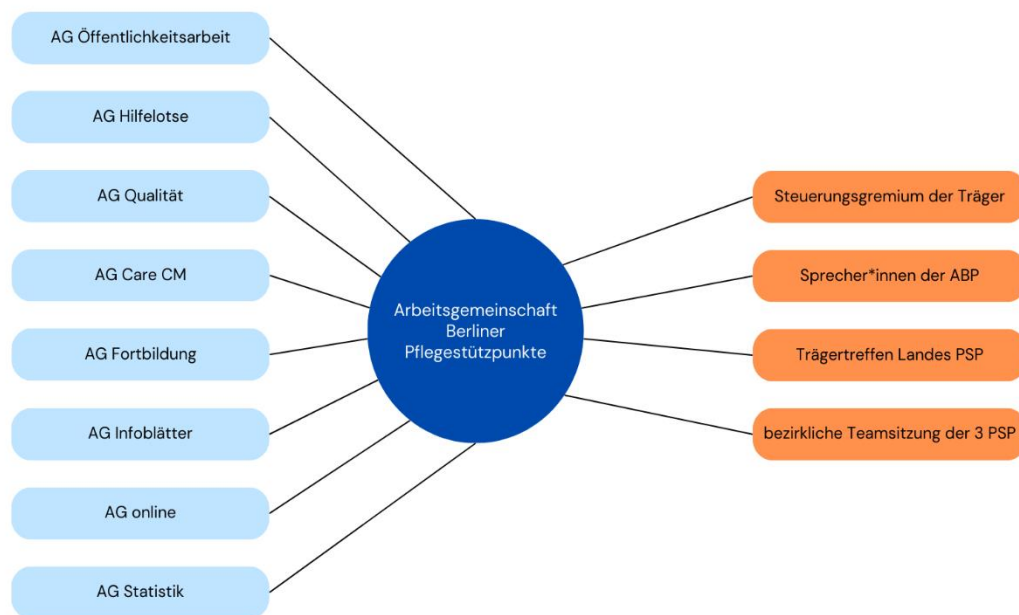 AG Öffentlichkeitsarbeit
AG Hilfelotse
AG Qualität
AG Care CM
AG Fortbildung
AG Infoblätter
AG online
AG Statistik
Arbeitsgemeinschaft
Berliner
Pflegestützpunkte
Steuerungsgremium der Träger
Sprecher*innen der ABP
Trägertreffen Landes PSP
bezirkliche Teamsitzung der 3 PSP